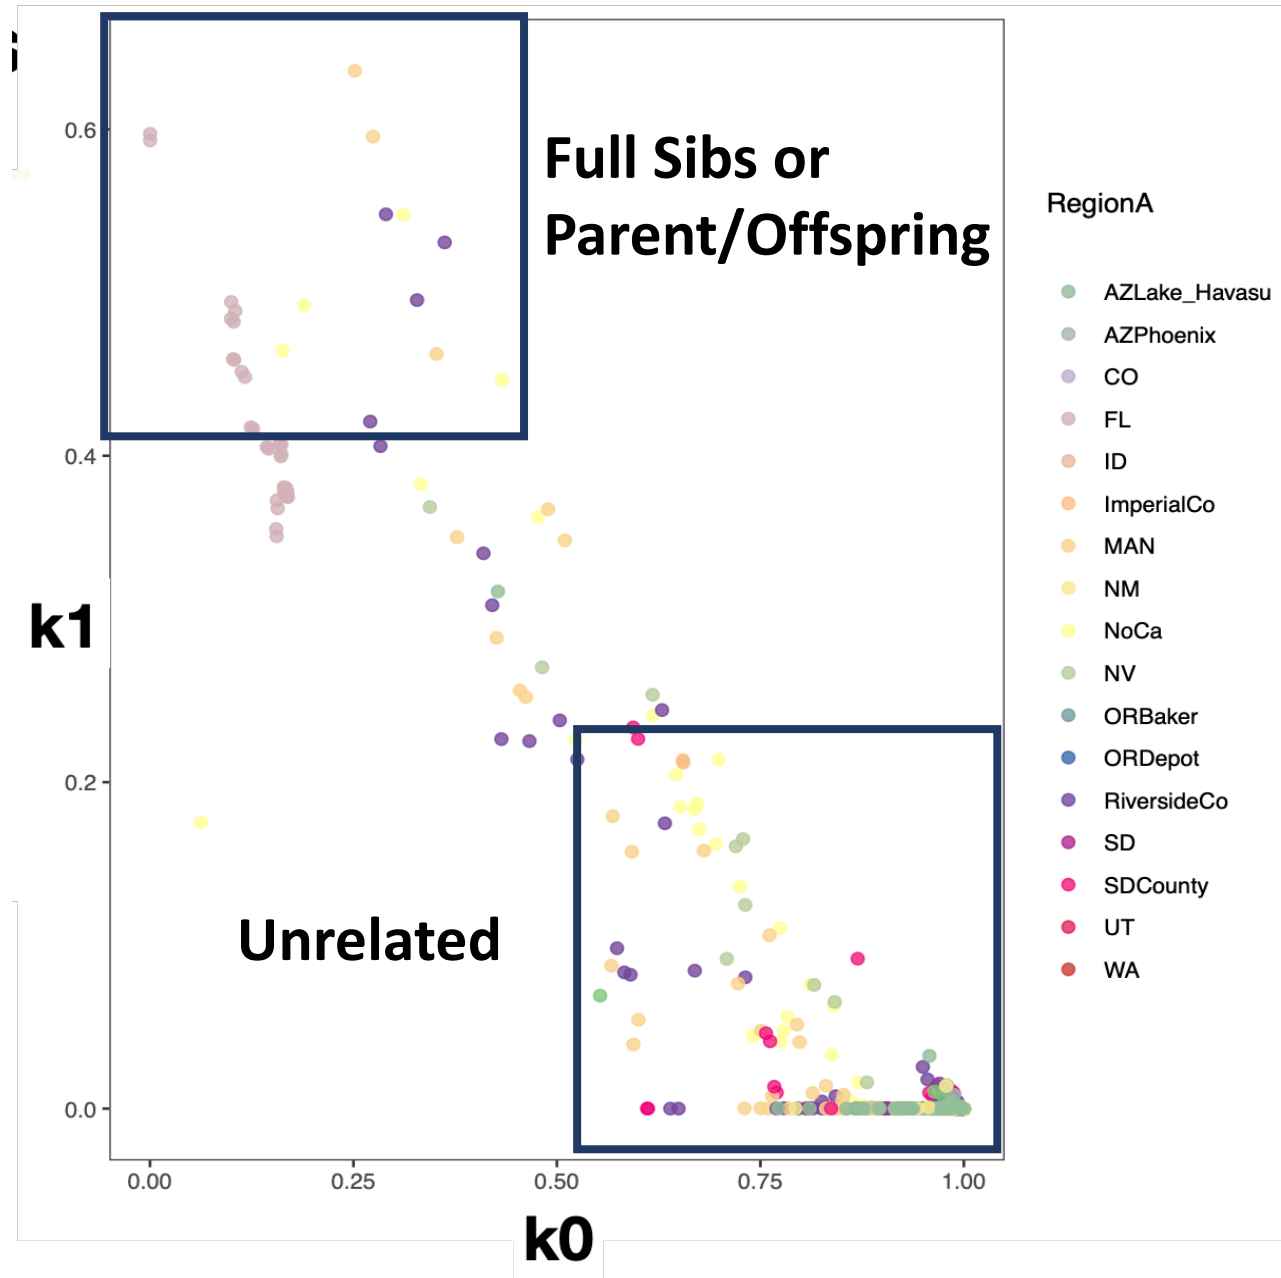 0.6
Full Sibs or
Parent/Offspring
RegionA
AZLake_Havasu
AZPhoenix
CO
FL
0.4
ID
ImperialCo
MAN
NM
k1
NoCa
NV
ORBaker
ORDepot
0.2
RiversideCo
SD
SDCounty
Unrelated
UT
WA
0.0
0.00 0.25 0.50 0.75 1.00
k0